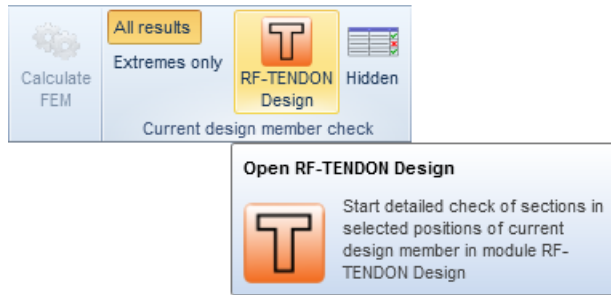 All results
Extremes only
Calculate
FEM
RF-TENDON
Design
Hidden
Current design member check
Open RF-TENDON Design
Start detailed check of sections in
selected positions of current
design member in module RF-
TENDON Design